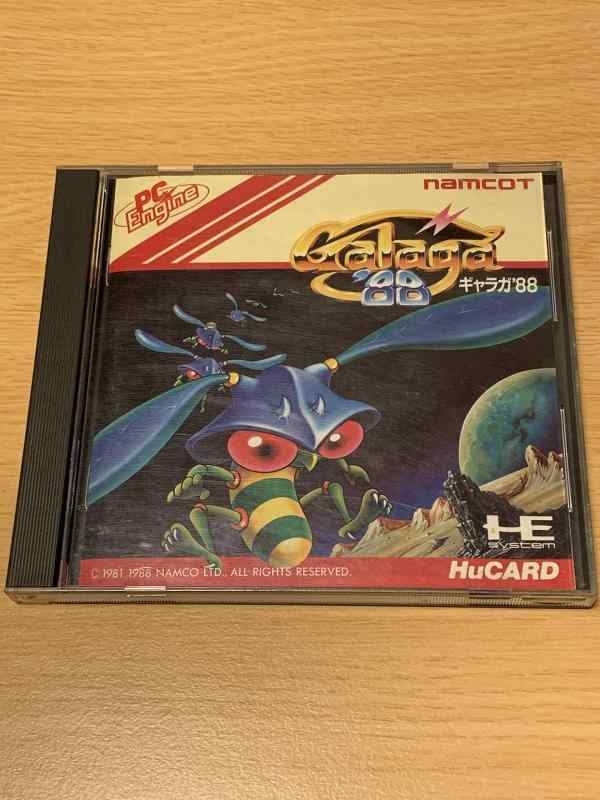 PC Engine
namcoT
Galaga
'88
ギャラガ'88
HE
system
HuCARD
© 1981 1988 NAMCO LTD., ALL RIGHTS RESERVED.